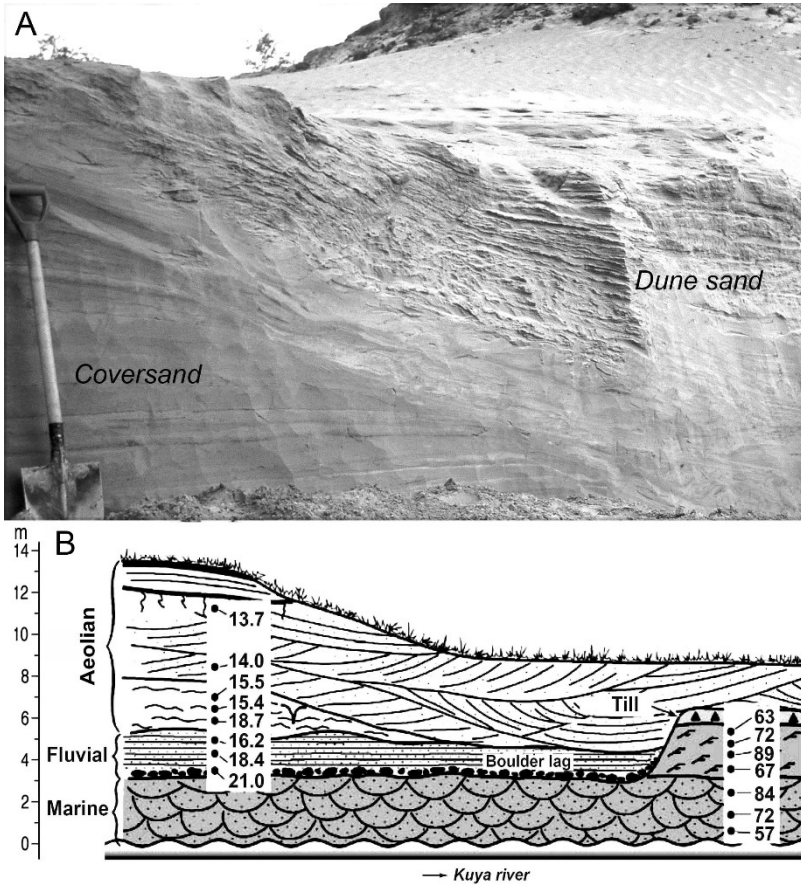 A
Dune sand
Coversand
B
m
14
12
10
8
6
4
2
0
Aeolian
Fluvial
Marine
13.7
14.0
15.5
15.4
18.7
16.2
18.4
21.0
Till
Boulder lag
63
72
89
67
84
72
57
→ Kuya river